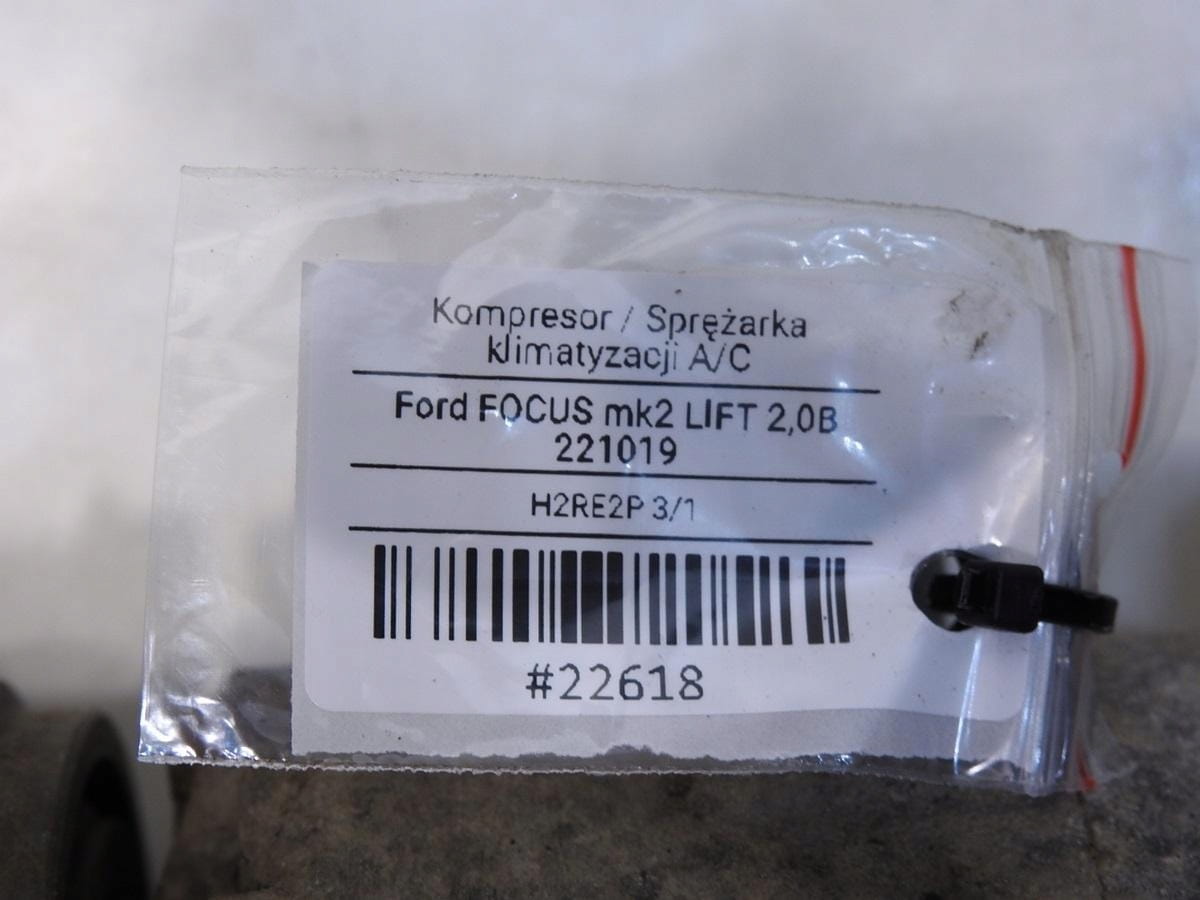 Kompresor / Sprężarka
klimatyzacji A/C
Ford FOCUS mk2 LIFT 2,0B
221019
H2RE2P 3/1
#22618